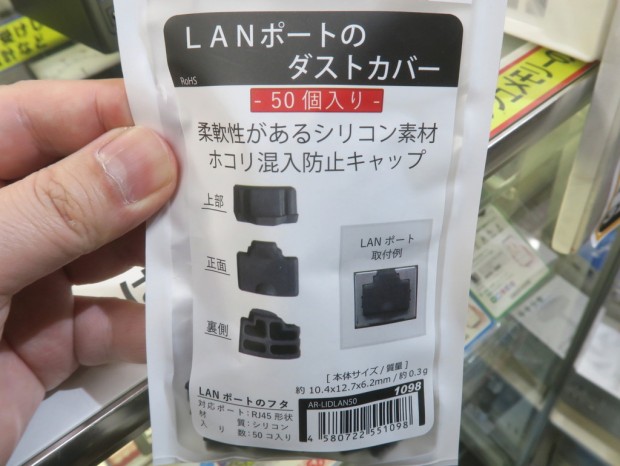 LANポートの
ダストカバー
RoHS
- 50個入り -
柔軟性があるシリコン素材
ホコリ混入防止キャップ
上部
正面
裏側
LANポート
取付例
[ 本体サイズ / 質量 ]
約 10.4x12.7x6.2mm / 約 0.3g
LANポートのフタ
対応ポート:RJ45形状
材 質:シリコン
入 り 数:50コ入り
AR-LIDLAN50
1098
4 580722 551098